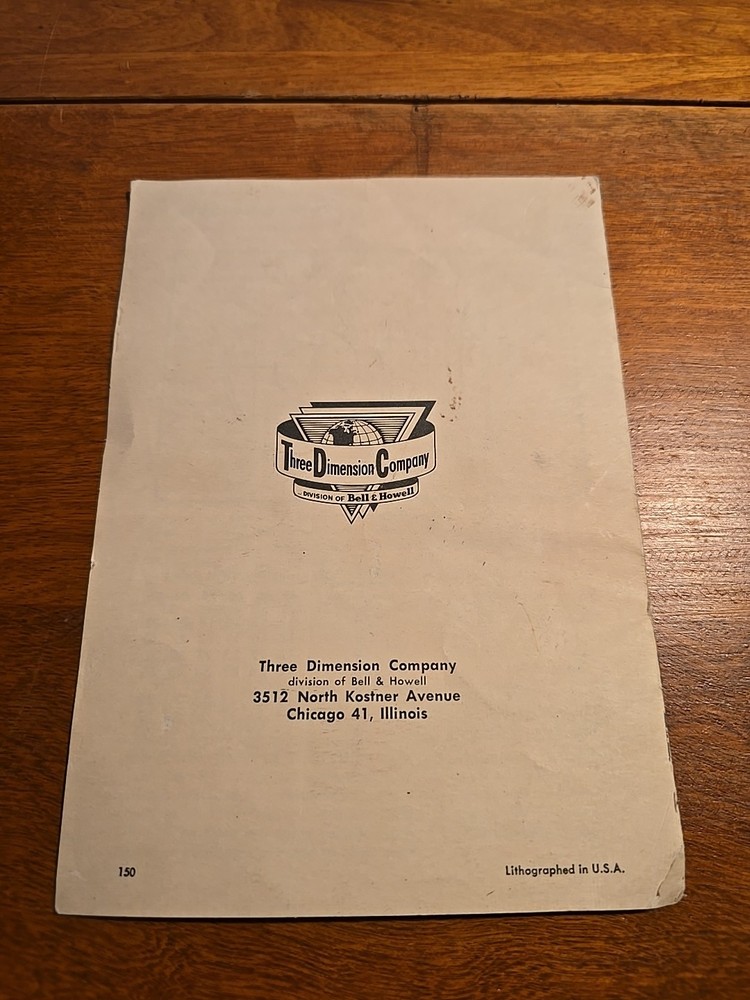 Three Dimension Company
DIVISION OF Bell & Howell
Three Dimension Company
division of Bell & Howell
3512 North Kostner Avenue
Chicago 41, Illinois
150
Lithographed in U.S.A.